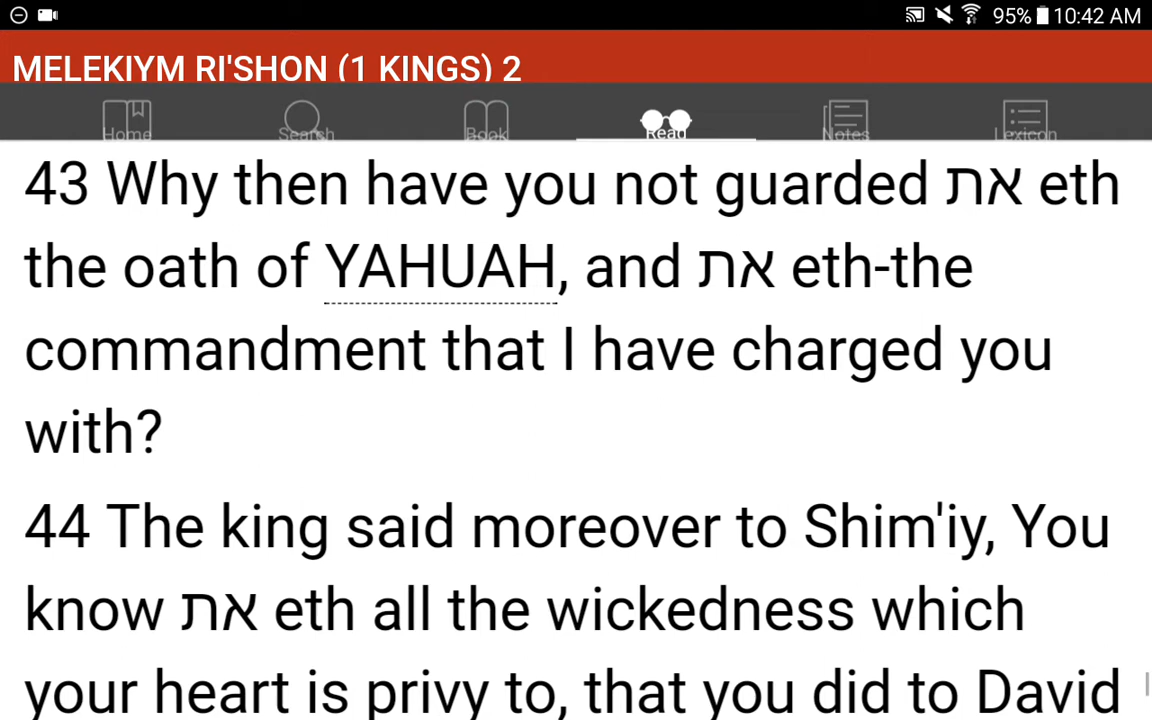 95% 10:42 AM
MELEKIYM RI'SHON (1 KINGS) 2
Home Search Book Read Notes Lexicon
43 Why then have you not guarded את eth
the oath of YAHUAH, and את eth-the
commandment that I have charged you
with?
44 The king said moreover to Shim'iy, You
know את eth all the wickedness which
your heart is privy to, that you did to David